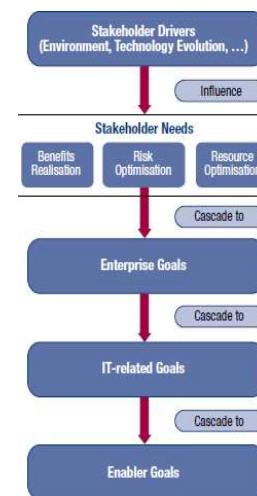 Stakeholder Drivers
(Environment, Technology Evolution, …)
Influence
Stakeholder Needs
Benefits
Realisation
Risk
Optimisation
Resource
Optimisation
Cascade to
Enterprise Goals
Cascade to
IT-related Goals
Cascade to
Enabler Goals